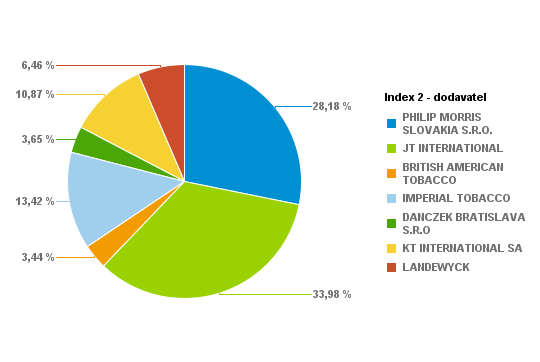 6,46 %
10,87 %
3,65 %
13,42 %
3,44 %
28,18 %
33,98 %
Index 2 - dodavatel
PHILIP MORRIS
SLOVAKIA S.R.O.
JT INTERNATIONAL
BRITISH AMERICAN
TOBACCO
IMPERIAL TOBACCO
DANCZEK BRATISLAVA
S.R.O
KT INTERNATIONAL SA
LANDEWYCK